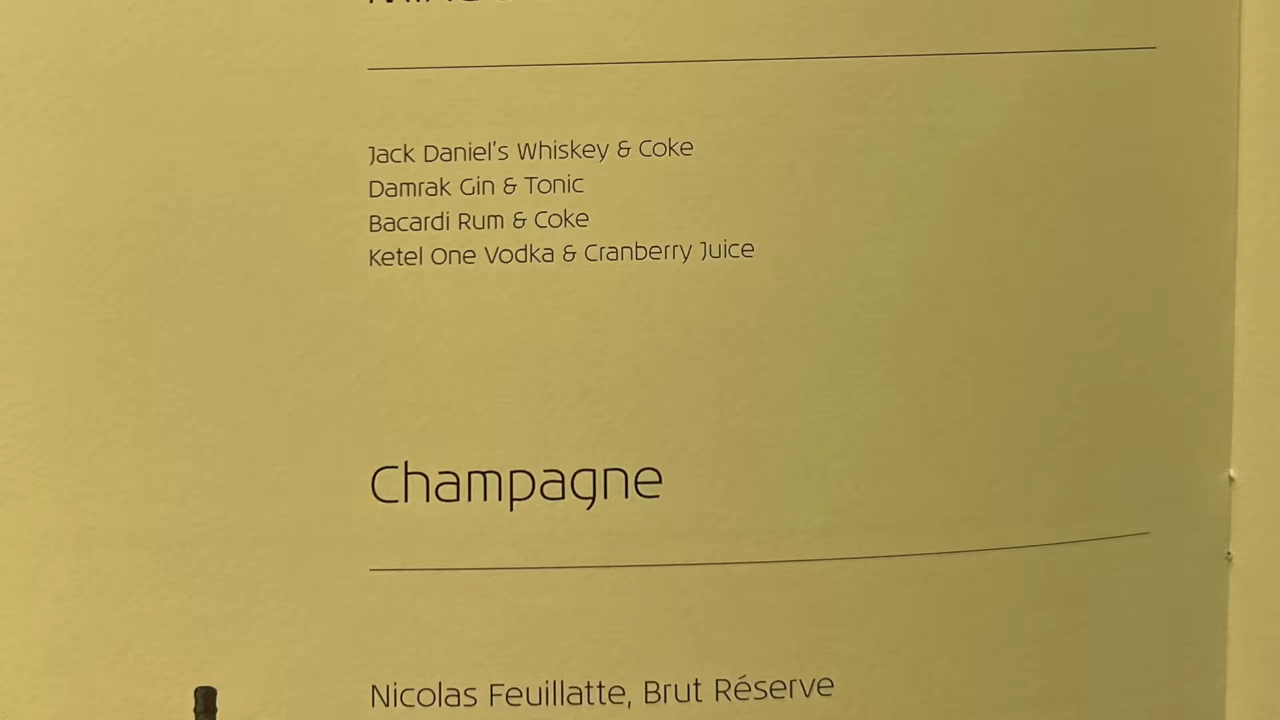 Jack Daniel's Whiskey & Coke
Damrak Gin & Tonic
Bacardi Rum & Coke
Ketel One Vodka & Cranberry Juice
Champagne
Nicolas Feuillatte, Brut Réserve